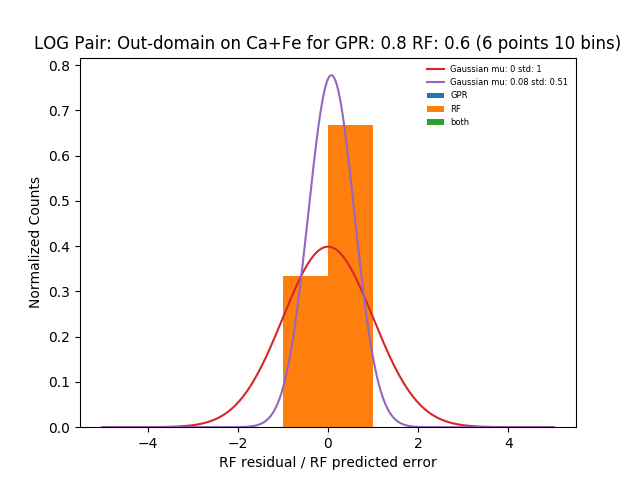 LOG Pair: Out-domain on Ca+Fe for GPR: 0.8 RF: 0.6 (6 points 10 bins)
Gaussian mu: 0 std: 1
Gaussian mu: 0.08 std: 0.51
GPR
RF
both
Normalized Counts
0.8
0.7
0.6
0.5
0.4
0.3
0.2
0.1
0.0
−4
−2
0
2
4
RF residual / RF predicted error